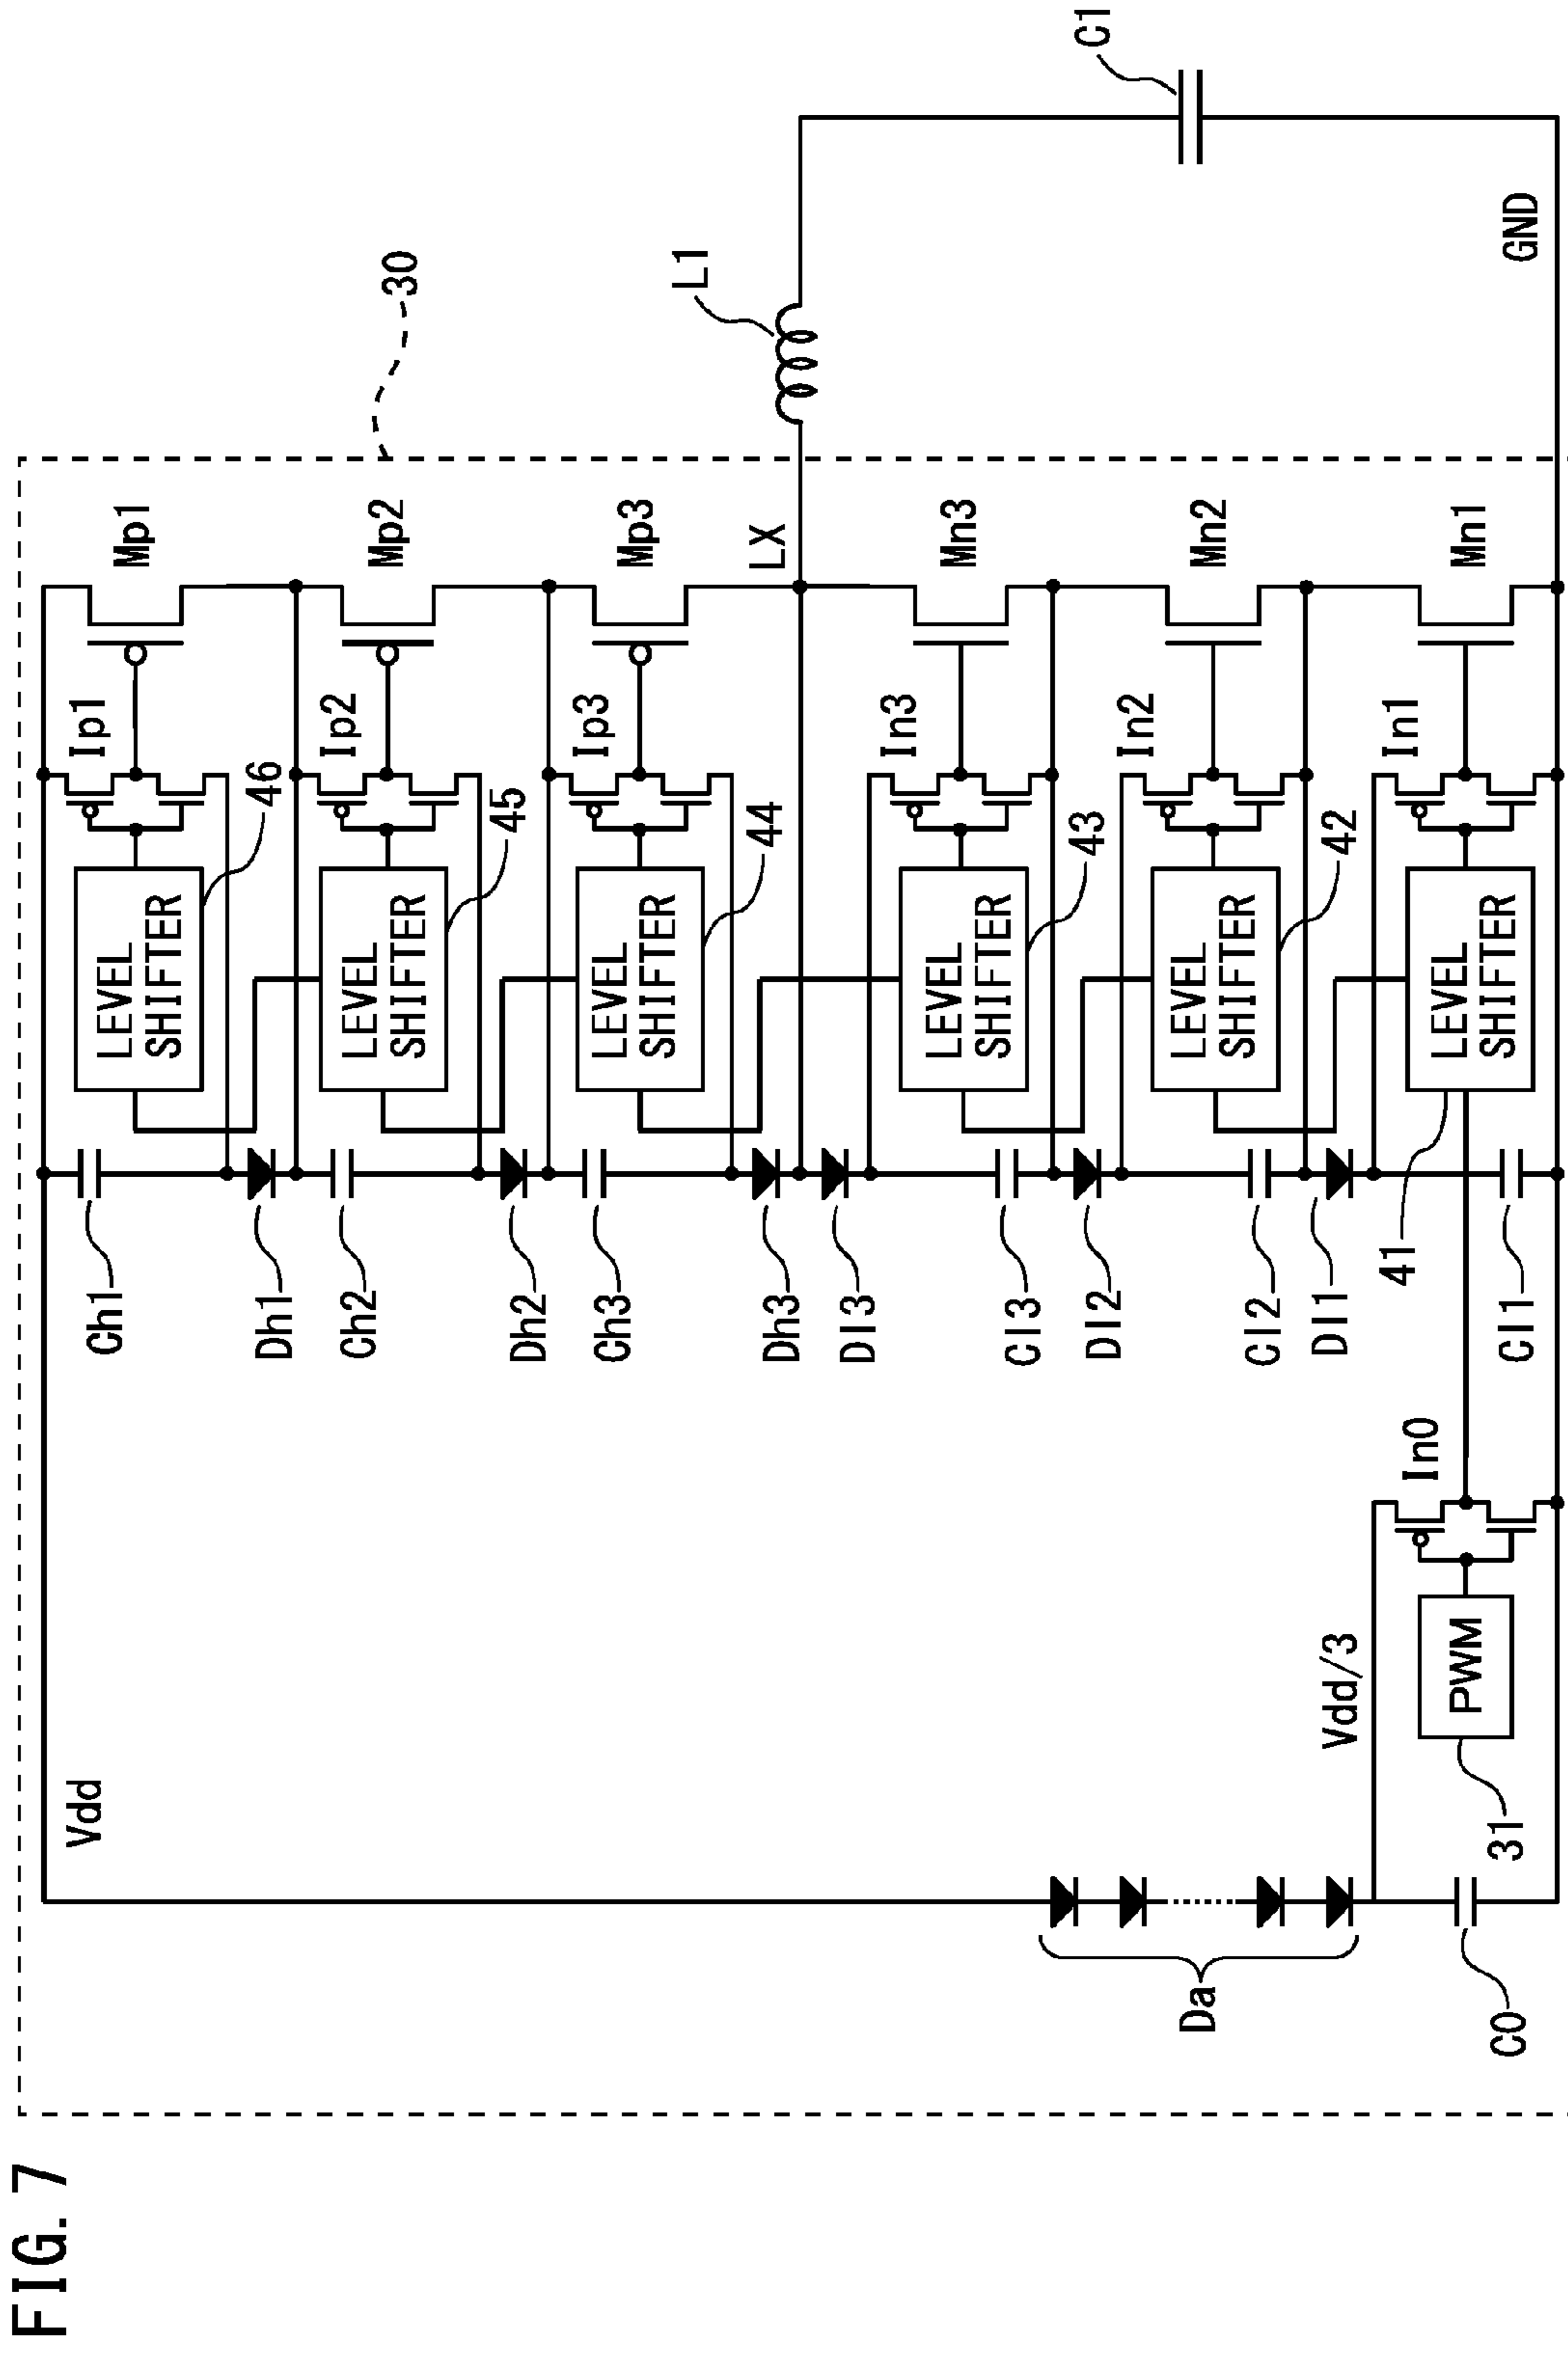 FIG. 7
30
Vdd
Ch1
Dh1
Ch2
Dh2
Ch3
Dh3
Dl3
Cl3
Dl2
Cl2
Dl1
41
Cl1
LEVEL
SHIFTER
46
LEVEL
SHIFTER
45
LEVEL
SHIFTER
44
LEVEL
SHIFTER
43
LEVEL
SHIFTER
42
LEVEL
SHIFTER
Ip1
Ip2
Ip3
In3
In2
In1
Mp1
Mp2
Mp3
LX
Mn3
Mn2
Mn1
L1
C1
GND
Da
C0
Vdd/3
PWM
31
In0